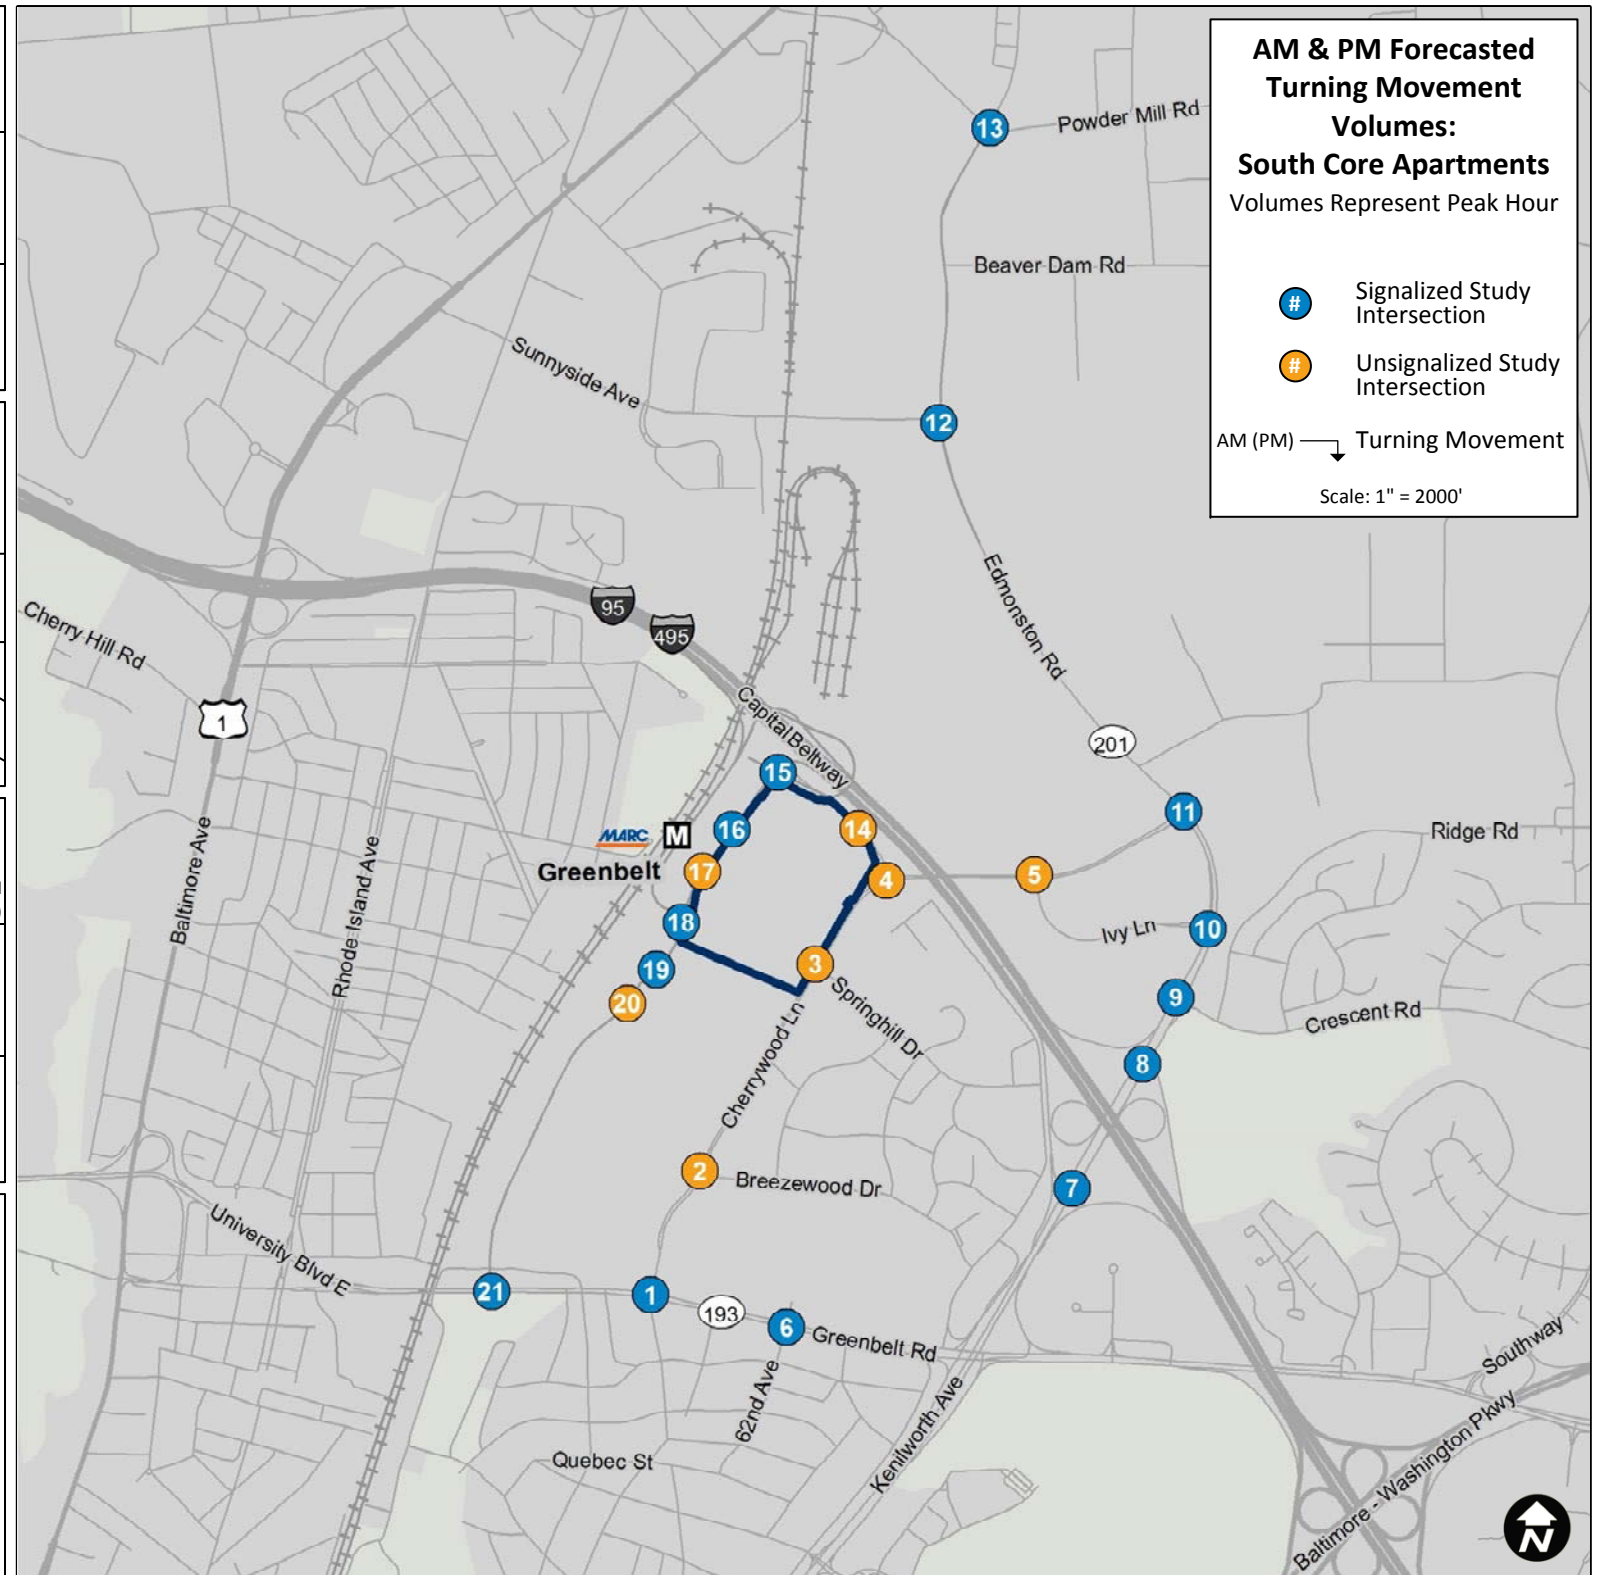 AM & PM Forecasted
Turning Movement
Volumes:
South Core Apartments
Volumes Represent Peak Hour
# Signalized Study
Intersection
# Unsignalized Study
Intersection
AM (PM) Turning Movement
Scale: 1" = 2000'
13
Powder Mill Rd
Beaver Dam Rd
Sunnyside Ave
12
Edmonston Rd
95
495
Cherry Hill Rd
1
Capital Beltway
201
15
11
16
14
MARC
M
Ridge Rd
Greenbelt
17
4
5
Baltimore Ave
Rhode Island Ave
18
Ivy Ln
10
19
3
20
9
Springhill Dr
Crescent Rd
Cherrywood Ln
8
2
Breezewood Dr
7
University Blvd E
21
1
193
6
Greenbelt Rd
Southway
62nd Ave
Kenilworth Ave
Quebec St
Baltimore - Washington Pkwy
N